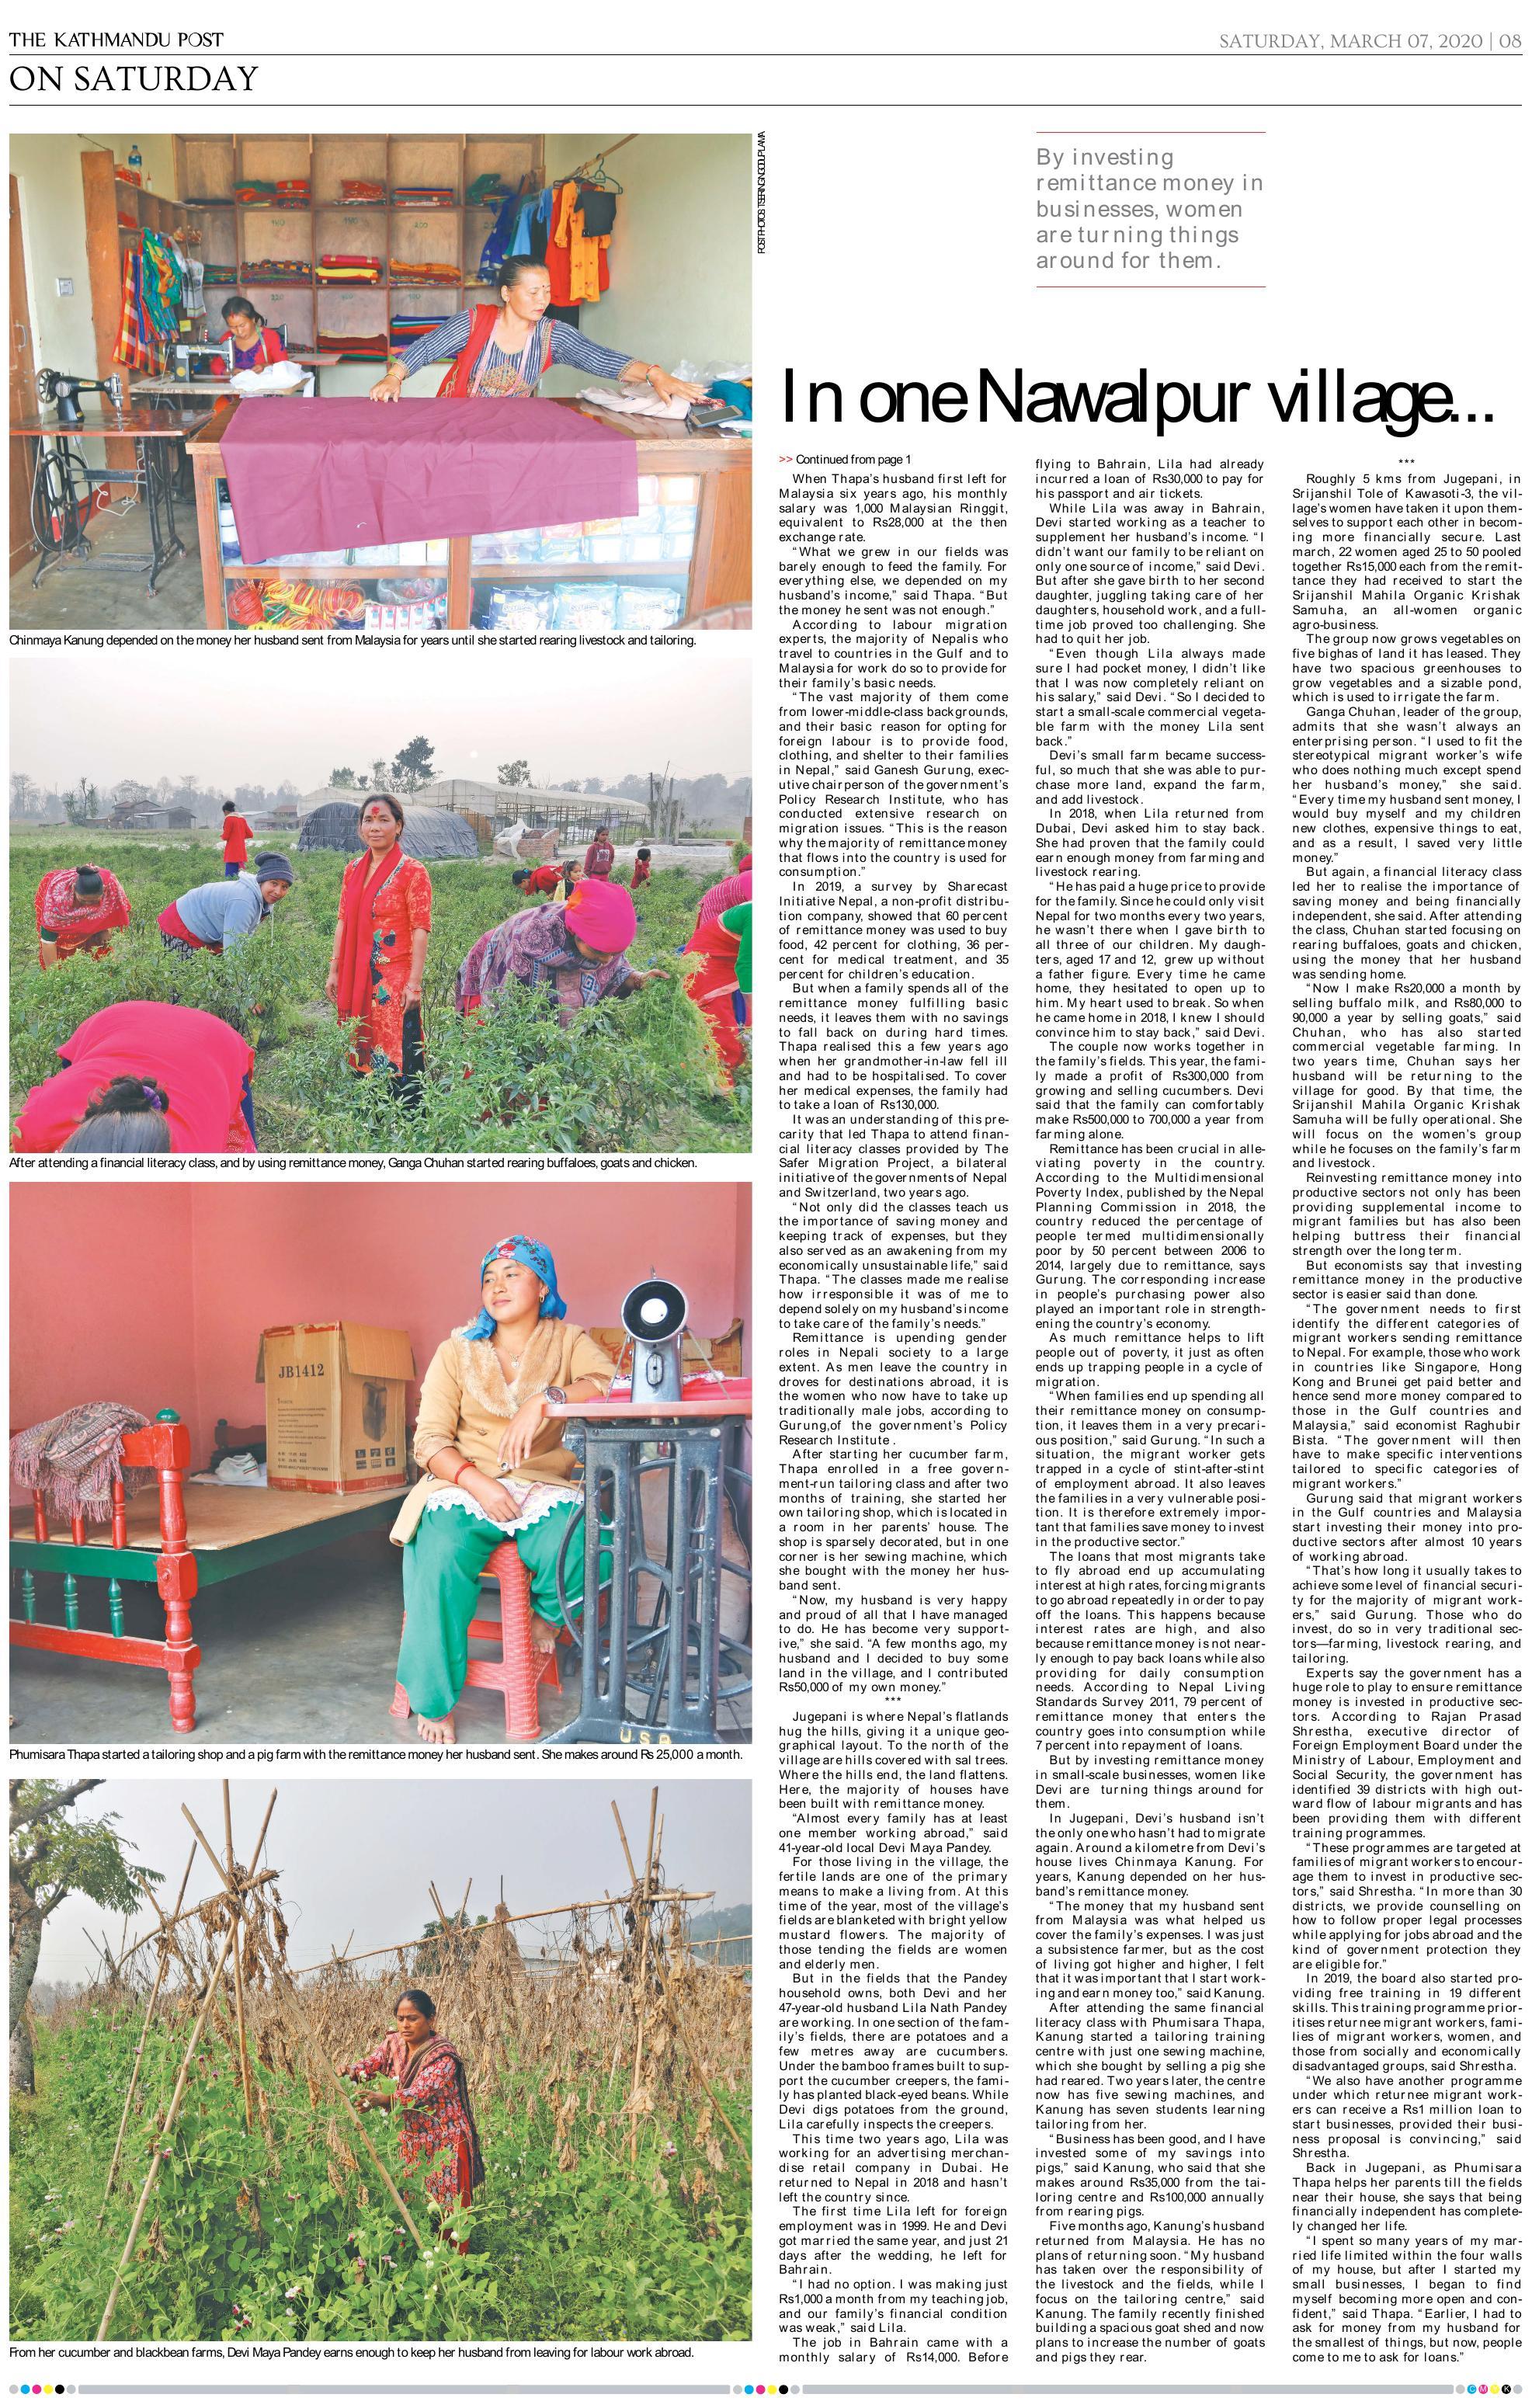 THE KATHMANDU POST
SATURDAY, MARCH 07, 2020 | 08
ON SATURDAY
POST PHOTOS: TSERING NGODUP LAMA
Chinmaya Kanung depended on the money her husband sent from Malaysia for years until she started rearing livestock and tailoring.
After attending a financial literacy class, and by using remittance money, Ganga Chuhan started rearing buffaloes, goats and chicken.
JB1412
USA
Phumisara Thapa started a tailoring shop and a pig farm with the remittance money her husband sent. She makes around Rs 25,000 a month.
From her cucumber and blackbean farms, Devi Maya Pandey earns enough to keep her husband from leaving for labour work abroad.
By investing
remittance money in
businesses, women
are turning things
around for them.
In one Nawalpur village...
>> Continued from page 1
When Thapa's husband first left for
Malaysia six years ago, his monthly
salary was 1,000 Malaysian Ringgit,
equivalent to Rs28,000 at the then
exchange rate.
"What we grew in our fields was
barely enough to feed the family. For
everything else, we depended on my
husband's income," said Thapa. "But
the money he sent was not enough."
According to labour migration
experts, the majority of Nepalis who
travel to countries in the Gulf and to
Malaysia for work do so to provide for
their family's basic needs.
"The vast majority of them come
from lower-middle-class backgrounds,
and their basic reason for opting for
foreign labour is to provide food,
clothing, and shelter to their families
in Nepal," said Ganesh Gurung, exec-
utive chairperson of the government's
Policy Research Institute, who has
conducted extensive research on
migration issues. "This is the reason
why the majority of remittance money
that flows into the country is used for
consumption."
In 2019, a survey by Sharecast
Initiative Nepal, a non-profit distribu-
tion company, showed that 60 percent
of remittance money was used to buy
food, 42 percent for clothing, 36 per-
cent for medical treatment, and 35
percent for children's education.
But when a family spends all of the
remittance money fulfilling basic
needs, it leaves them with no savings
to fall back on during hard times.
Thapa realised this a few years ago
when her grandmother-in-law fell ill
and had to be hospitalised. To cover
her medical expenses, the family had
to take a loan of Rs130,000.
It was an understanding of this pre-
carity that led Thapa to attend finan-
cial literacy classes provided by The
Safer Migration Project, a bilateral
initiative of the governments of Nepal
and Switzerland, two years ago.
"Not only did the classes teach us
the importance of saving money and
keeping track of expenses, but they
also served as an awakening from my
economically unsustainable life," said
Thapa. "The classes made me realise
how irresponsible it was of me to
depend solely on my husband's income
to take care of the family's needs."
Remittance is upending gender
roles in Nepali society to a large
extent. As men leave the country in
droves for destinations abroad, it is
the women who now have to take up
traditionally male jobs, according to
Gurung,of the government's Policy
Research Institute .
After starting her cucumber farm,
Thapa enrolled in a free govern-
ment-run tailoring class and after two
months of training, she started her
own tailoring shop, which is located in
a room in her parents' house. The
shop is sparsely decorated, but in one
corner is her sewing machine, which
she bought with the money her hus-
band sent.
"Now, my husband is very happy
and proud of all that I have managed
to do. He has become very support-
ive," she said. "A few months ago, my
husband and I decided to buy some
land in the village, and I contributed
Rs50,000 of my own money."
***
Jugepani is where Nepal's flatlands
hug the hills, giving it a unique geo-
graphical layout. To the north of the
village are hills covered with sal trees.
Where the hills end, the land flattens.
Here, the majority of houses have
been built with remittance money.
"Almost every family has at least
one member working abroad," said
41-year-old local Devi Maya Pandey.
For those living in the village, the
fertile lands are one of the primary
means to make a living from. At this
time of the year, most of the village's
fields are blanketed with bright yellow
mustard flowers. The majority of
those tending the fields are women
and elderly men.
But in the fields that the Pandey
household owns, both Devi and her
47-year-old husband Lila Nath Pandey
are working. In one section of the fam-
ily's fields, there are potatoes and a
few metres away are cucumbers.
Under the bamboo frames built to sup-
port the cucumber creepers, the fami-
ly has planted black-eyed beans. While
Devi digs potatoes from the ground,
Lila carefully inspects the creepers.
This time two years ago, Lila was
working for an advertising merchan-
dise retail company in Dubai. He
returned to Nepal in 2018 and hasn't
left the country since.
The first time Lila left for foreign
employment was in 1999. He and Devi
got married the same year, and just 21
days after the wedding, he left for
Bahrain.
"I had no option. I was making just
Rs1,000 a month from my teaching job,
and our family's financial condition
was weak," said Lila.
The job in Bahrain came with a
monthly salary of Rs14,000. Before
flying to Bahrain, Lila had already
incurred a loan of Rs30,000 to pay for
his passport and air tickets.
While Lila was away in Bahrain,
Devi started working as a teacher to
supplement her husband's income. "I
didn't want our family to be reliant on
only one source of income," said Devi.
But after she gave birth to her second
daughter, juggling taking care of her
daughters, household work, and a full-
time job proved too challenging. She
had to quit her job.
"Even though Lila always made
sure I had pocket money, I didn't like
that I was now completely reliant on
his salary," said Devi. "So I decided to
start a small-scale commercial vegeta-
ble farm with the money Lila sent
back."
Devi's small farm became success-
ful, so much that she was able to pur-
chase more land, expand the farm,
and add livestock.
In 2018, when Lila returned from
Dubai, Devi asked him to stay back.
She had proven that the family could
earn enough money from farming and
livestock rearing.
"He has paid a huge price to provide
for the family. Since he could only visit
Nepal for two months every two years,
he wasn't there when I gave birth to
all three of our children. My daugh-
ters, aged 17 and 12, grew up without
a father figure. Every time he came
home, they hesitated to open up to
him. My heart used to break. So when
he came home in 2018, I knew I should
convince him to stay back," said Devi.
The couple now works together in
the family's fields. This year, the fami-
ly made a profit of Rs300,000 from
growing and selling cucumbers. Devi
said that the family can comfortably
make Rs500,000 to 700,000 a year from
farming alone.
Remittance has been crucial in alle-
viating poverty in the country.
According to the Multidimensional
Poverty Index, published by the Nepal
Planning Commission in 2018, the
country reduced the percentage of
people termed multidimensionally
poor by 50 percent between 2006 to
2014, largely due to remittance, says
Gurung. The corresponding increase
in people's purchasing power also
played an important role in strength-
ening the country's economy.
As much remittance helps to lift
people out of poverty, it just as often
ends up trapping people in a cycle of
migration.
"When families end up spending all
their remittance money on consump-
tion, it leaves them in a very precari-
ous position," said Gurung. "In such a
situation, the migrant worker gets
trapped in a cycle of stint-after-stint
of employment abroad. It also leaves
the families in a very vulnerable posi-
tion. It is therefore extremely impor-
tant that families save money to invest
in the productive sector."
The loans that most migrants take
to fly abroad end up accumulating
interest at high rates, forcing migrants
to go abroad repeatedly in order to pay
off the loans. This happens because
interest rates are high, and also
because remittance money is not near-
ly enough to pay back loans while also
providing for daily consumption
needs. According to Nepal Living
Standards Survey 2011, 79 percent of
remittance money that enters the
country goes into consumption while
7 percent into repayment of loans.
But by investing remittance money
in small-scale businesses, women like
Devi are turning things around for
them.
In Jugepani, Devi's husband isn't
the only one who hasn't had to migrate
again. Around a kilometre from Devi's
house lives Chinmaya Kanung. For
years, Kanung depended on her hus-
band's remittance money.
"The money that my husband sent
from Malaysia was what helped us
cover the family's expenses. I was just
a subsistence farmer, but as the cost
of living got higher and higher, I felt
that it was important that I start work-
ing and earn money too," said Kanung.
After attending the same financial
literacy class with Phumisara Thapa,
Kanung started a tailoring training
centre with just one sewing machine,
which she bought by selling a pig she
had reared. Two years later, the centre
now has five sewing machines, and
Kanung has seven students learning
tailoring from her.
"Business has been good, and I have
invested some of my savings into
pigs," said Kanung, who said that she
makes around Rs35,000 from the tai-
loring centre and Rs100,000 annually
from rearing pigs.
Five months ago, Kanung's husband
returned from Malaysia. He has no
plans of returning soon. "My husband
has taken over the responsibility of
the livestock and the fields, while I
focus on the tailoring centre," said
Kanung. The family recently finished
building a spacious goat shed and now
plans to increase the number of goats
and pigs they rear.
***
Roughly 5 kms from Jugepani, in
Srijanshil Tole of Kawasoti-3, the vil-
lage's women have taken it upon them-
selves to support each other in becom-
ing more financially secure. Last
march, 22 women aged 25 to 50 pooled
together Rs15,000 each from the remit-
tance they had received to start the
Srijanshil Mahila Organic Krishak
Samuha, an all-women organic
agro-business.
The group now grows vegetables on
five bighas of land it has leased. They
have two spacious greenhouses to
grow vegetables and a sizable pond,
which is used to irrigate the farm.
Ganga Chuhan, leader of the group,
admits that she wasn't always an
enterprising person. "I used to fit the
stereotypical migrant worker's wife
who does nothing much except spend
her husband's money," she said.
"Every time my husband sent money, I
would buy myself and my children
new clothes, expensive things to eat,
and as a result, I saved very little
money."
But again, a financial literacy class
led her to realise the importance of
saving money and being financially
independent, she said. After attending
the class, Chuhan started focusing on
rearing buffaloes, goats and chicken,
using the money that her husband
was sending home.
"Now I make Rs20,000 a month by
selling buffalo milk, and Rs80,000 to
90,000 a year by selling goats," said
Chuhan, who has also started
commercial vegetable farming. In
two years time, Chuhan says her
husband will be returning to the
village for good. By that time, the
Srijanshil Mahila Organic Krishak
Samuha will be fully operational. She
will focus on the women's group
while he focuses on the family's farm
and livestock.
Reinvesting remittance money into
productive sectors not only has been
providing supplemental income to
migrant families but has also been
helping buttress their financial
strength over the long term.
But economists say that investing
remittance money in the productive
sector is easier said than done.
"The government needs to first
identify the different categories of
migrant workers sending remittance
to Nepal. For example, those who work
in countries like Singapore, Hong
Kong and Brunei get paid better and
hence send more money compared to
those in the Gulf countries and
Malaysia," said economist Raghubir
Bista. "The government will then
have to make specific interventions
tailored to specific categories of
migrant workers."
Gurung said that migrant workers
in the Gulf countries and Malaysia
start investing their money into pro-
ductive sectors after almost 10 years
of working abroad.
"That's how long it usually takes to
achieve some level of financial securi-
ty for the majority of migrant work-
ers," said Gurung. Those who do
invest, do so in very traditional sec-
tors—farming, livestock rearing, and
tailoring.
Experts say the government has a
huge role to play to ensure remittance
money is invested in productive sec-
tors. According to Rajan Prasad
Shrestha, executive director of
Foreign Employment Board under the
Ministry of Labour, Employment and
Social Security, the government has
identified 39 districts with high out-
ward flow of labour migrants and has
been providing them with different
training programmes.
"These programmes are targeted at
families of migrant workers to encour-
age them to invest in productive sec-
tors," said Shrestha. "In more than 30
districts, we provide counselling on
how to follow proper legal processes
while applying for jobs abroad and the
kind of government protection they
are eligible for."
In 2019, the board also started pro-
viding free training in 19 different
skills. This training programme prior-
itises returnee migrant workers, fami-
lies of migrant workers, women, and
those from socially and economically
disadvantaged groups, said Shrestha.
"We also have another programme
under which returnee migrant work-
ers can receive a Rs1 million loan to
start businesses, provided their busi-
ness proposal is convincing," said
Shrestha.
Back in Jugepani, as Phumisara
Thapa helps her parents till the fields
near their house, she says that being
financially independent has complete-
ly changed her life.
"I spent so many years of my mar-
ried life limited within the four walls
of my house, but after I started my
small businesses, I began to find
myself becoming more open and con-
fident," said Thapa. "Earlier, I had to
ask for money from my husband for
the smallest of things, but now, people
come to me to ask for loans."
C M Y K